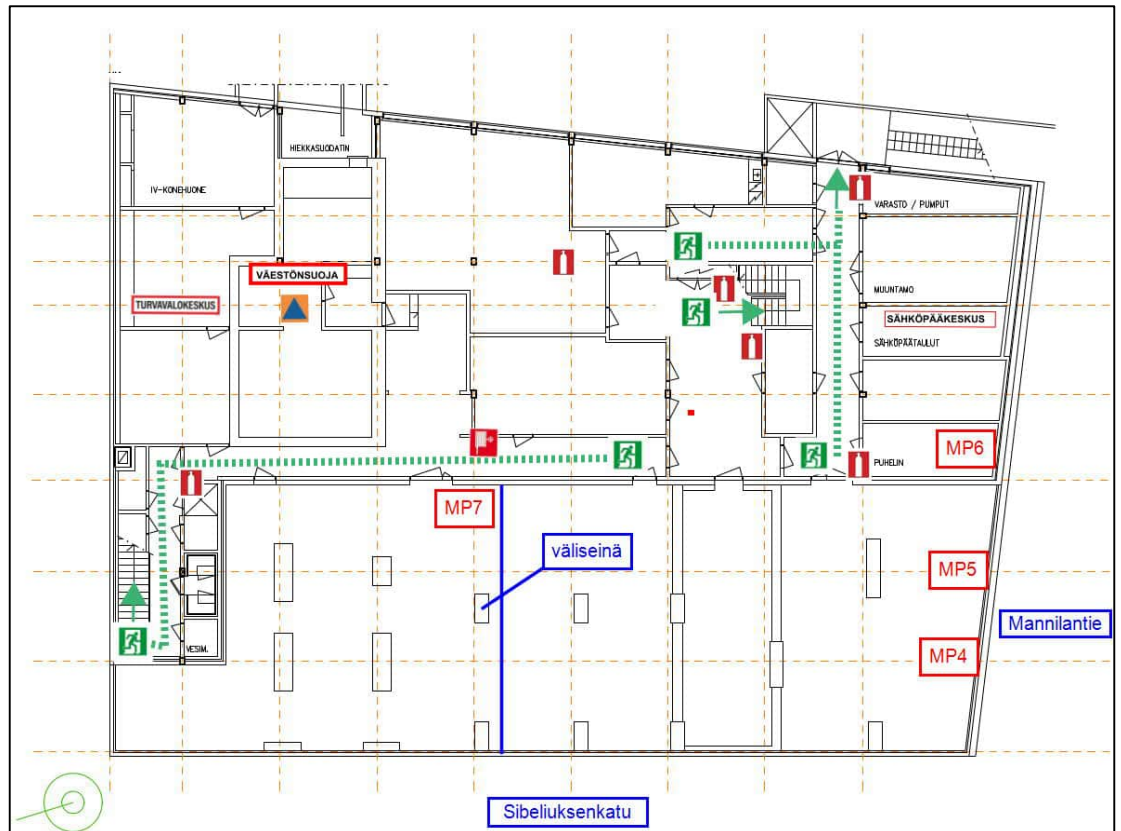 HIEKKASUODATIN
IV-KONEHUONE
VARASTO / PUMPUT
VÄESTÖNSUOJA
TURVAVALOKESKUS
MUUNTAMO
SÄHKÖPÄÄKESKUS
SÄHKÖPÄÄTAULUT
MP6
PUHELIN
MP7
väliseinä
MP5
Mannilantie
VESIM.
MP4
Sibeliuksenkatu